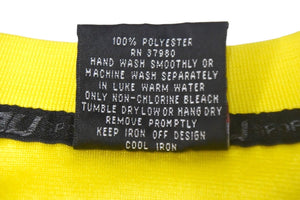 100% POLYESTER
RN 37980
HAND WASH SMOOTHLY OR
MACHINE WASH SEPARATELY
IN LUKE WARM WATER
ONLY NON-CHLORINE BLEACH
TUMBLE DRY LOW OR HANG DRY
REMOVE PROMPTLY
KEEP IRON OFF DESIGN
COOL IRON